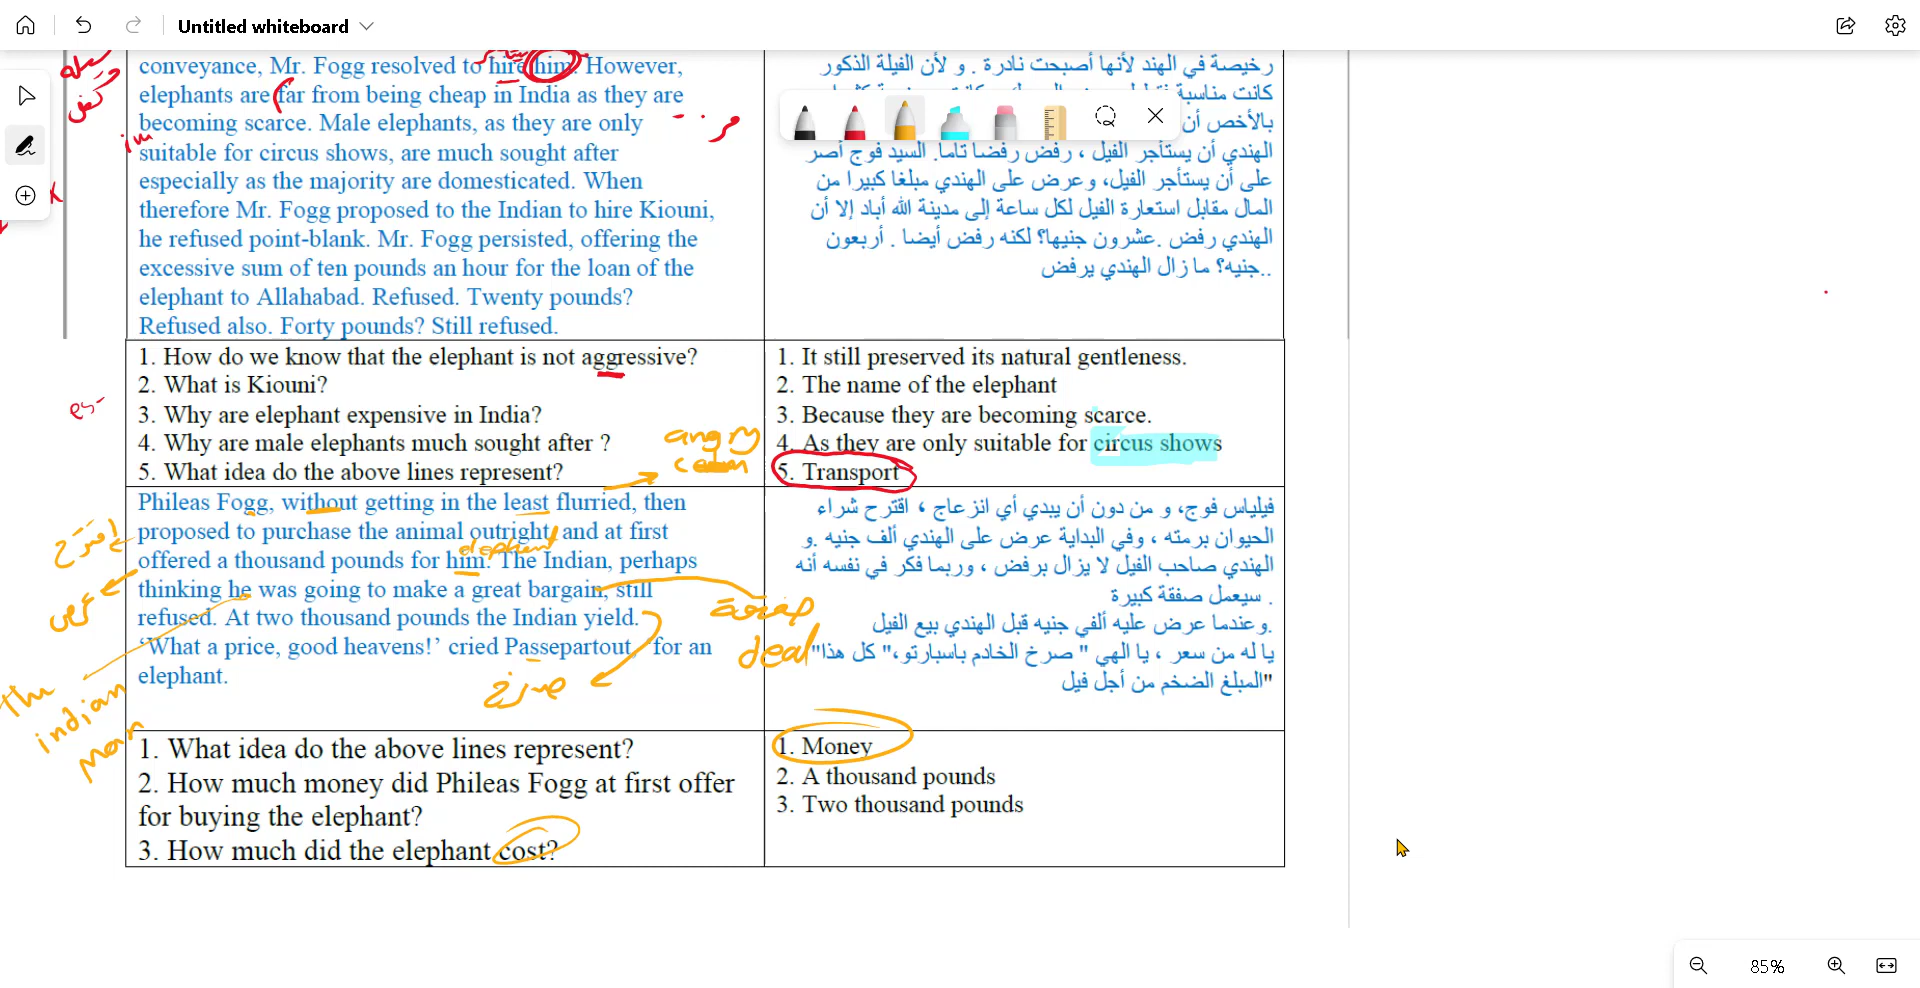 Untitled whiteboard
conveyance, Mr. Fogg resolved to hire him. However,
elephants are far from being cheap in India as they are
becoming scarce. Male elephants, as they are only
suitable for circus shows, are much sought after
especially as the majority are domesticated. When
therefore Mr. Fogg proposed to the Indian to hire Kiouni,
he refused point-blank. Mr. Fogg persisted, offering the
excessive sum of ten pounds an hour for the loan of the
elephant to Allahabad. Refused. Twenty pounds?
Refused also. Forty pounds? Still refused.
رخيصة في الهند لأنها أصبحت نادرة . و لأن الفيلة الذكور
كانت مناسبة
بالأخص أن
الهندي أن يستأجر الفيل ، رفض رفضا تاما. السيد فوج أصر
على أن يستأجر الفيل، وعرض على الهندي مبلغا كبيرا من
المال مقابل استعارة الفيل لكل ساعة إلى مدينة الله أباد إلا أن
الهندي رفض .عشرون جنيها؟ لكنه رفض أيضا . أربعون
..جنيه؟ ما زال الهندي يرفض
1. How do we know that the elephant is not aggressive?
2. What is Kiouni?
3. Why are elephant expensive in India?
4. Why are male elephants much sought after ?
5. What idea do the above lines represent?
1. It still preserved its natural gentleness.
2. The name of the elephant
3. Because they are becoming scarce.
4. As they are only suitable for circus shows
5. Transport
angry
Phileas Fogg, without getting in the least flurried, then
proposed to purchase the animal outright and at first
elephant
offered a thousand pounds for him. The Indian, perhaps
thinking he was going to make a great bargain, still
refused. At two thousand pounds the Indian yield.
‘What a price, good heavens!’ cried Passepartout, ‘for an
elephant.
اقترح
the
indian
man
deal
فيلياس فوج، و من دون أن يبدي أي انزعاج ، اقترح شراء
الحيوان برمته ، وفي البداية عرض على الهندي ألف جنيه .و
الهندي صاحب الفيل لا يزال برفض ، وربما فكر في نفسه أنه
. سيعمل صفقة كبيرة
.وعندما عرض عليه ألفي جنيه قبل الهندي بيع الفيل
يا له من سعر ، يا الهي " صرخ الخادم باسبارتو،" كل هذا"
"المبلغ الضخم من أجل فيل
1. What idea do the above lines represent?
2. How much money did Phileas Fogg at first offer
for buying the elephant?
3. How much did the elephant cost?
1. Money
2. A thousand pounds
3. Two thousand pounds
85%